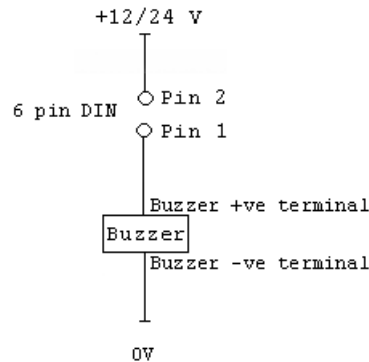 +12/24 V
Pin 2
6 pin DIN
Pin 1
Buzzer +ve terminal
Buzzer
Buzzer -ve terminal
0V